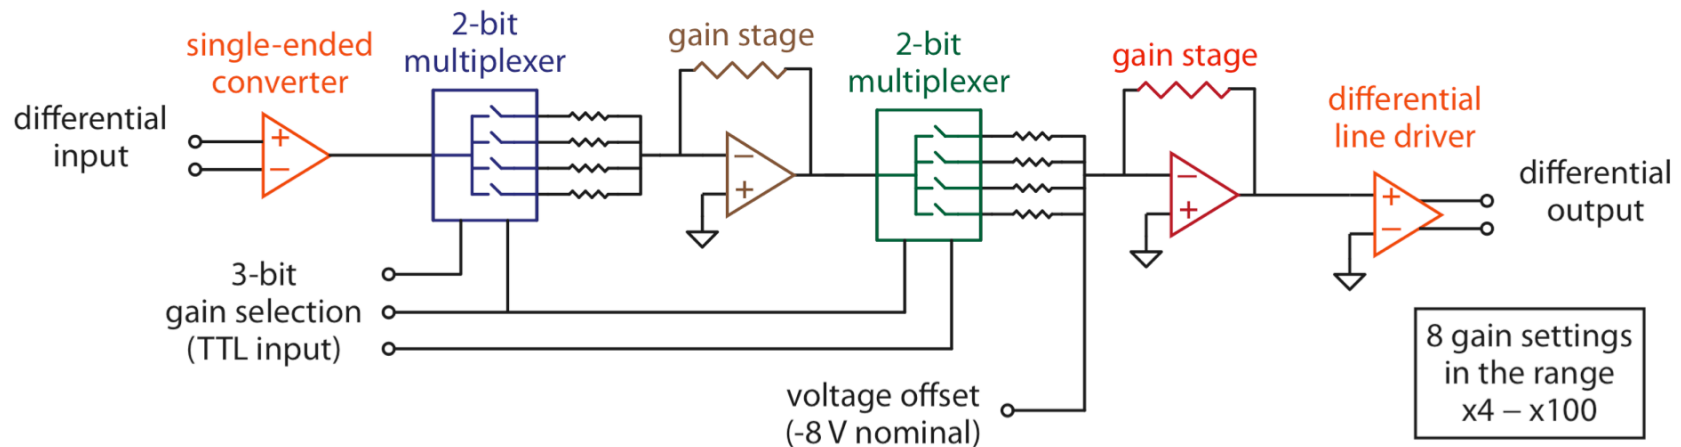 single-ended
converter
2-bit
multiplexer
gain stage
2-bit
multiplexer
gain stage
differential
line driver
differential
input
+
−
−
+
−
+
+
−
differential
output
3-bit
gain selection
(TTL input)
voltage offset
(-8 V nominal)
8 gain settings
in the range
x4 – x100